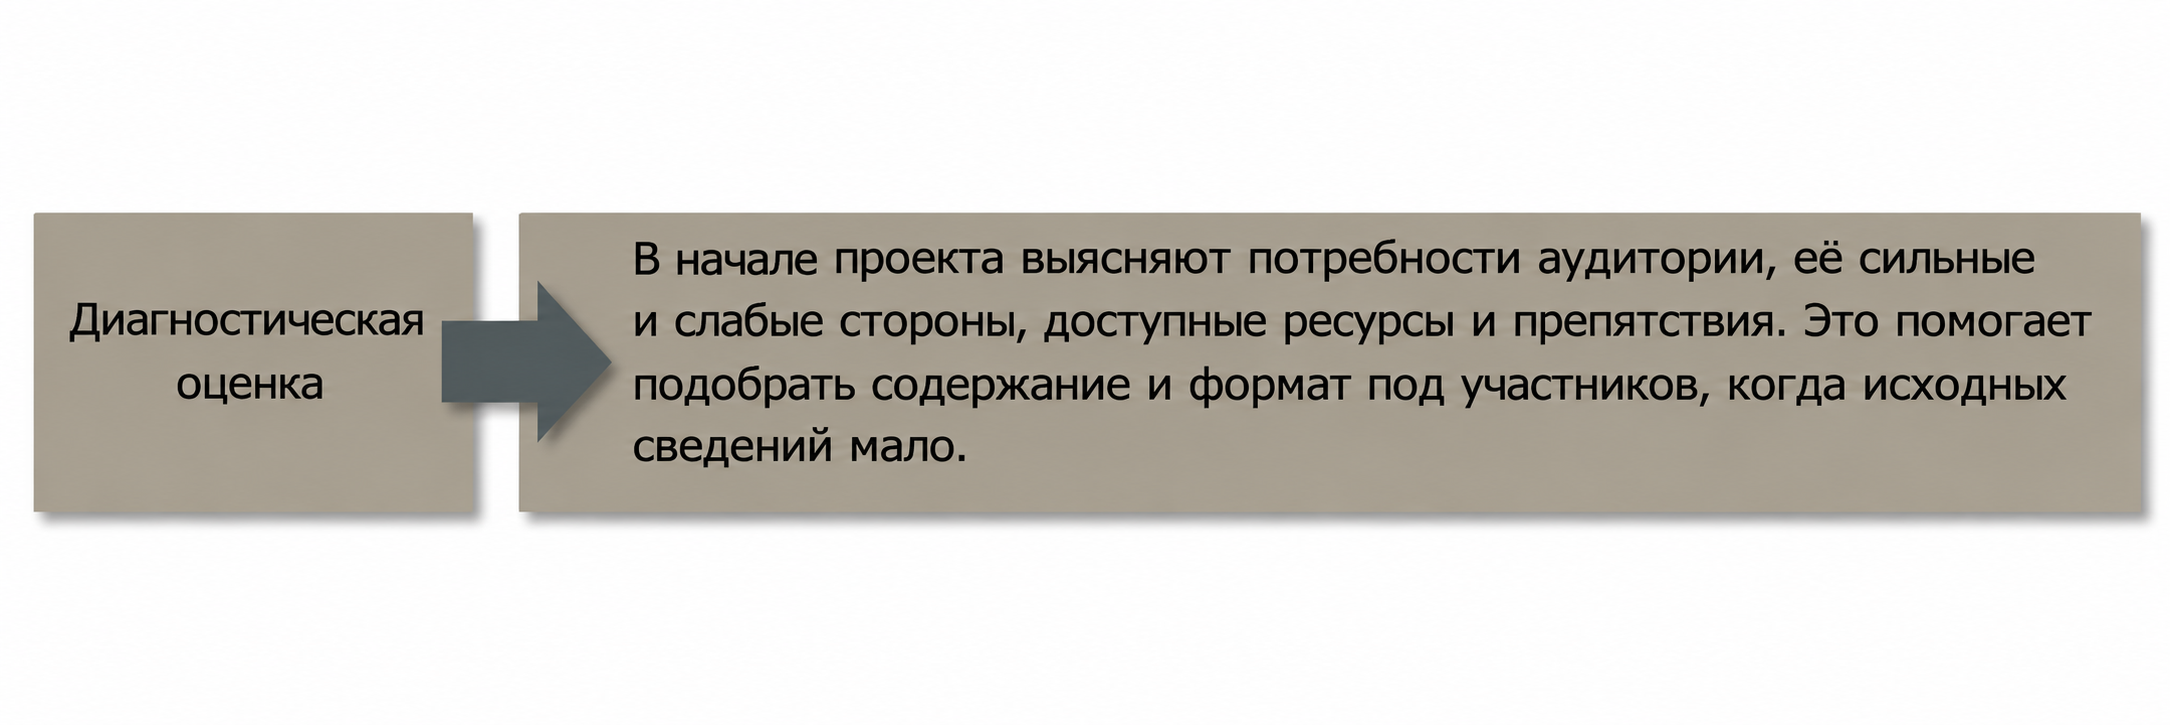 Диагностическая
оценка
В начале проекта выясняют потребности аудитории, её сильные
и слабые стороны, доступные ресурсы и препятствия. Это помогает
подобрать содержание и формат под участников, когда исходных
сведений мало.